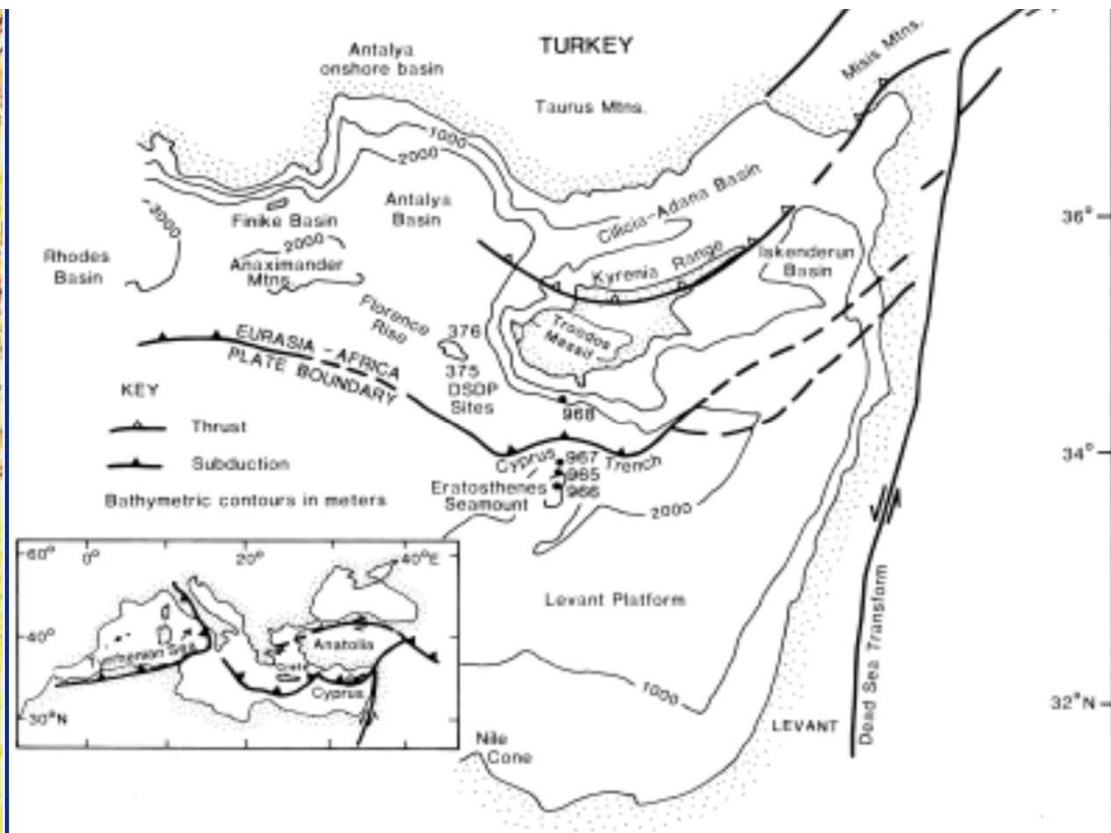 TURKEY
Antalya
onshore basin
Misis Mtns.
Taurus Mtns.
1000
2000
Antalya
Basin
Cilicia-Adana Basin
3000
Finike Basin
2000
Anaximander
Mtns
Rhodes
Basin
36°
Kyrenia Range
Iskenderun
Basin
Florence
Rise
376
Troodos
Massif
EURASIA-AFRICA
PLATE BOUNDARY
375
DSDP
Sites
968
KEY
Thrust
Subduction
Bathymetric contours in meters
Cyprus Trench
967
965
966
Eratosthenes
Seamount
34°
2000
Levant Platform
Dead Sea Transform
1000
LEVANT
32°N
Nile
Cone
60°
0°
20°
40°E
40°
Anatolia
Sea
Crete
Cyprus
30°N